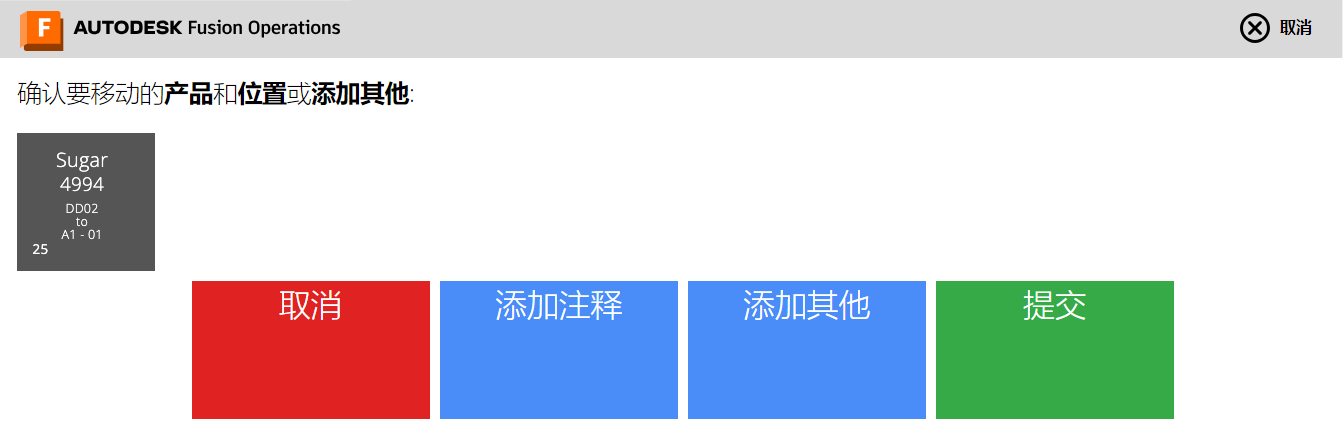 F AUTODESK Fusion Operations
取消
确认要移动的产品和位置或添加其他:
Sugar
4994
DD02
to
A1 - 01
25
取消
添加注释
添加其他
提交